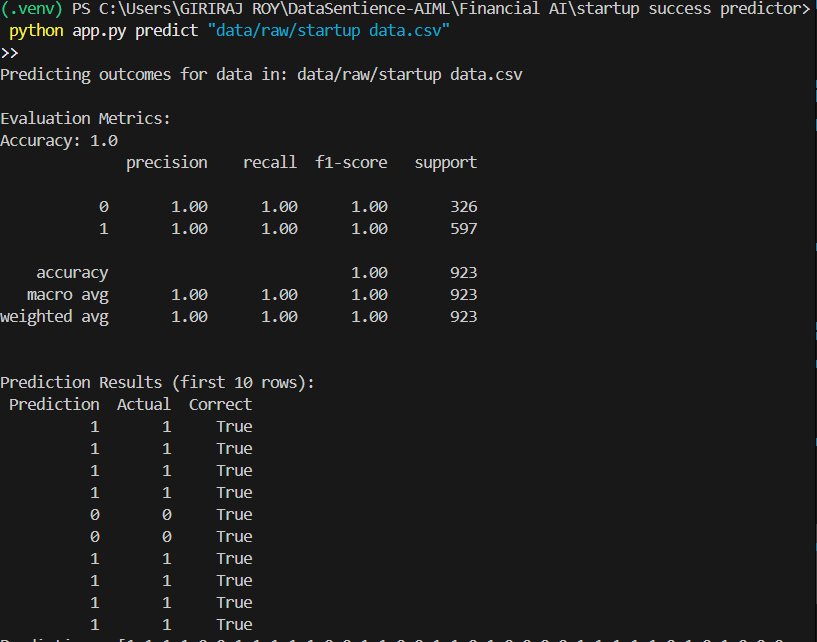 (.venv) PS C:\Users\GIRIRAJ ROY\DataSentience-AIML\Financial AI\startup success predictor>
python app.py predict "data/raw/startup data.csv"
>>
Predicting outcomes for data in: data/raw/startup data.csv
Evaluation Metrics:
Accuracy: 1.0
precision recall f1-score support
0 1.00 1.00 1.00 326
1 1.00 1.00 1.00 597
accuracy 1.00 923
macro avg 1.00 1.00 1.00 923
weighted avg 1.00 1.00 1.00 923
Prediction Results (first 10 rows):
Prediction Actual Correct
1 1 True
1 1 True
1 1 True
1 1 True
0 0 True
0 0 True
1 1 True
1 1 True
1 1 True
1 1 True